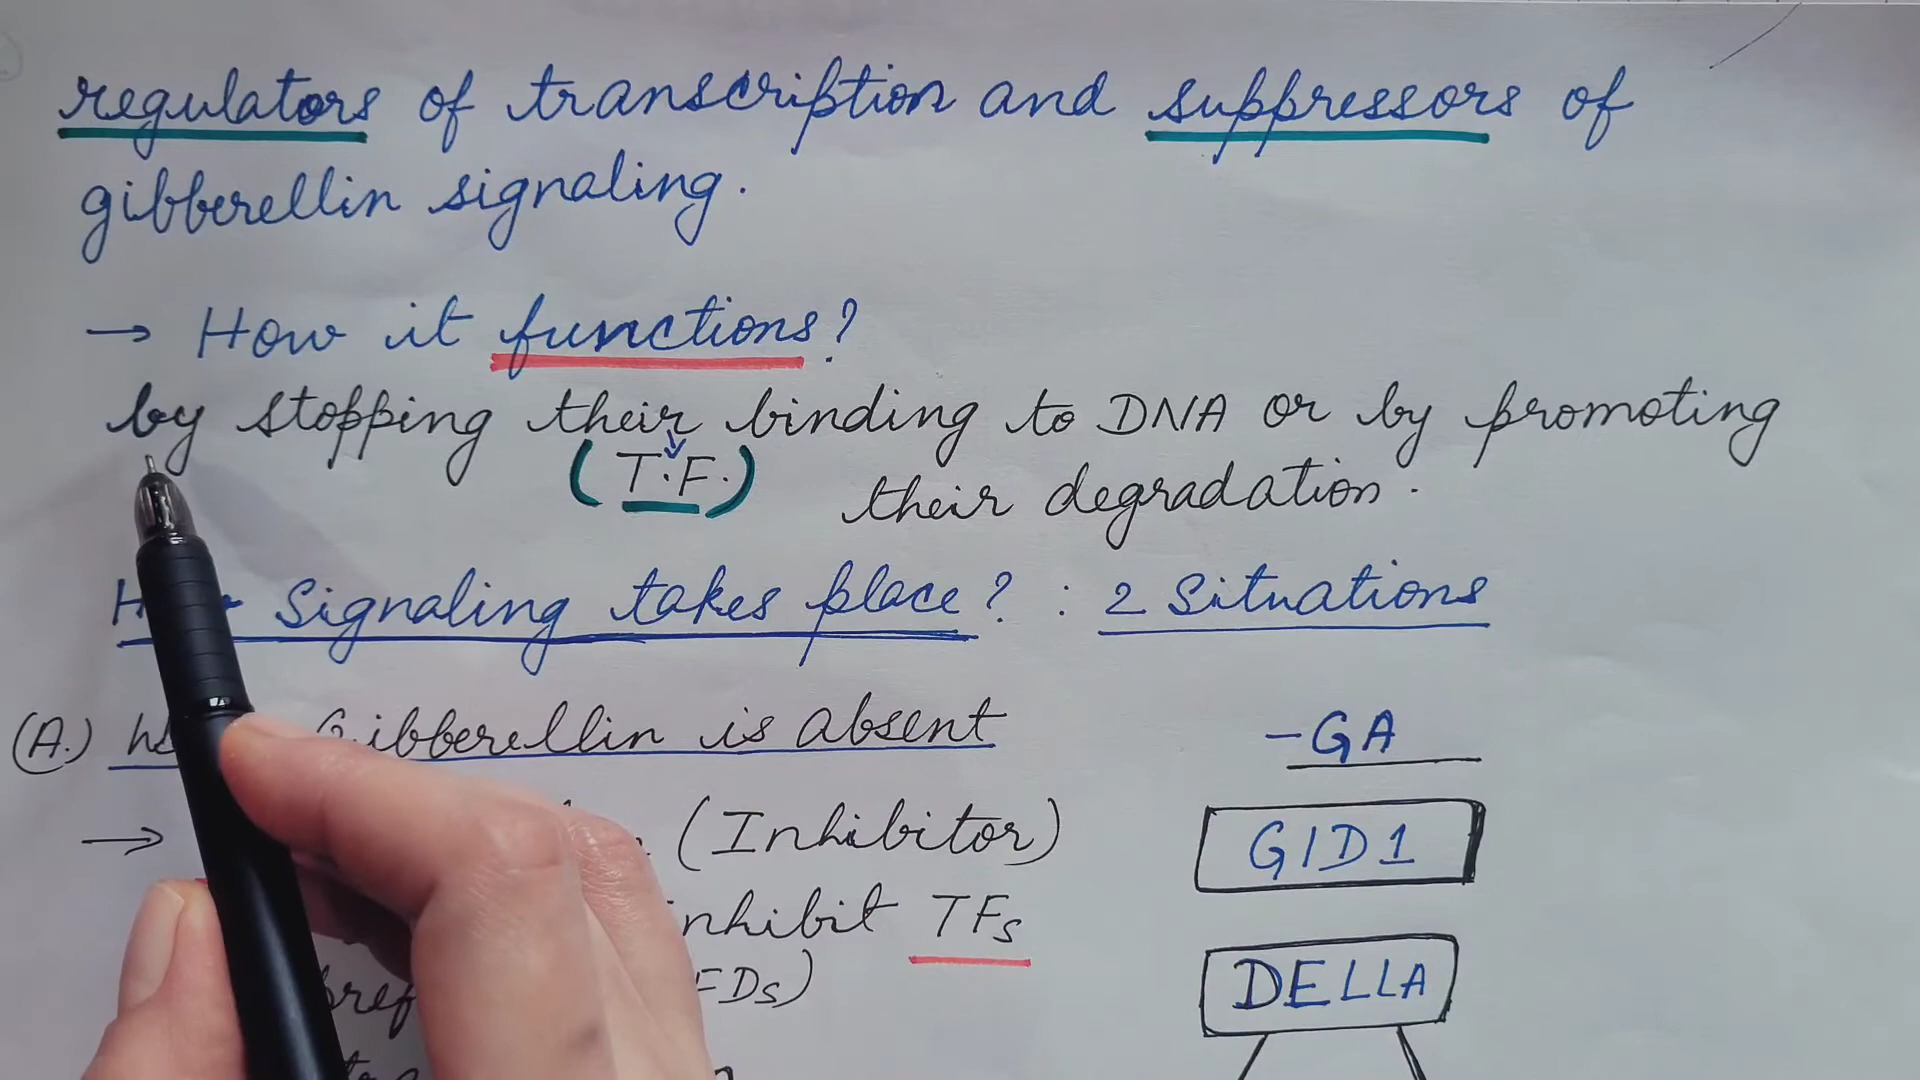 regulators of transcription and suppressors of
gibberellin signaling.
→ How it functions?
by stopping their binding to DNA or by promoting
(T.F.) their degradation.
Signaling takes place? : 2 Situations
(A.) Gibberellin is absent
-GA
→ (Inhibitor)
GID1
inhibit TFs
DELLA